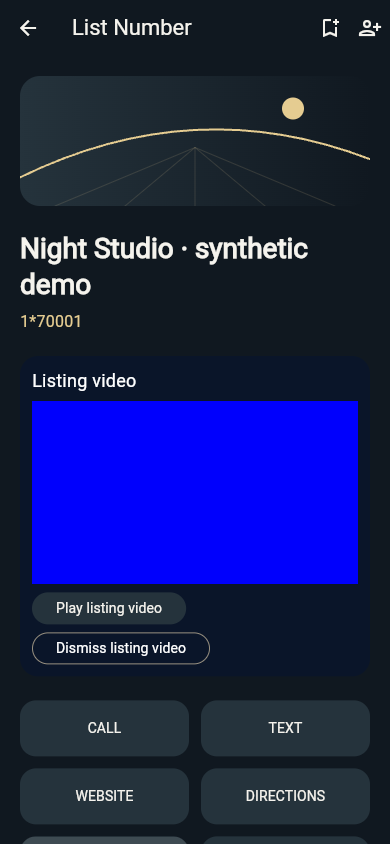 List Number
Night Studio · synthetic
demo
1*70001
Listing video
Play listing video
Dismiss listing video
CALL
TEXT
WEBSITE
DIRECTIONS